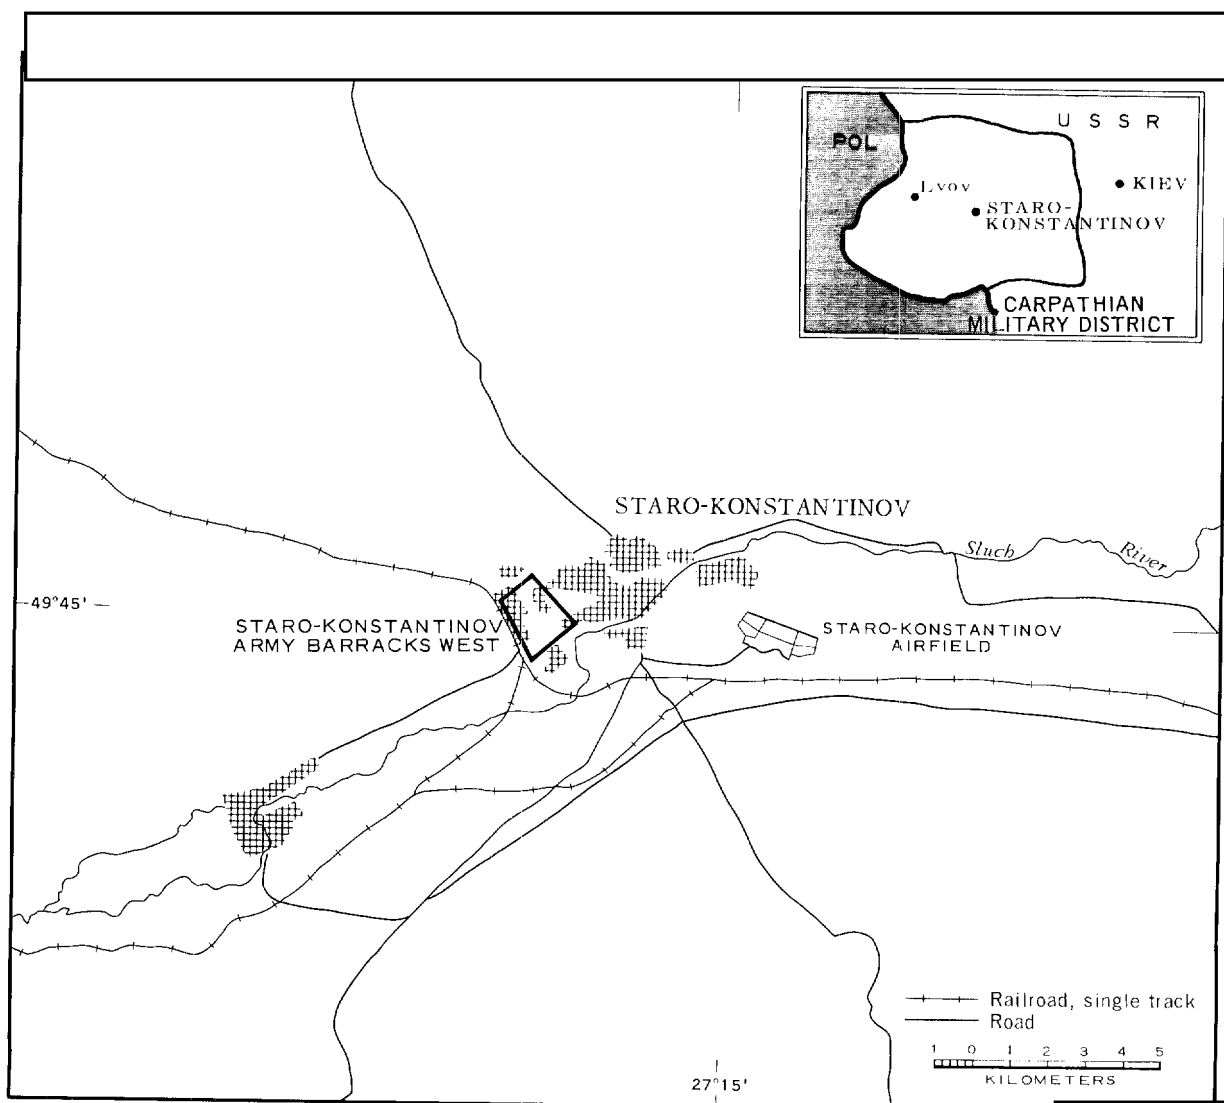 U S S R
POL
KIEV
Lvov
STARO-
KONSTANTINOV
CARPATHIAN
MILITARY DISTRICT
STARO-KONSTANTINOV
Sluch River
49°45'
STARO-KONSTANTINOV
ARMY BARRACKS WEST
STARO-KONSTANTINOV
AIRFIELD
Railroad, single track
Road
1 0 1 2 3 4 5
KILOMETERS
27°15'